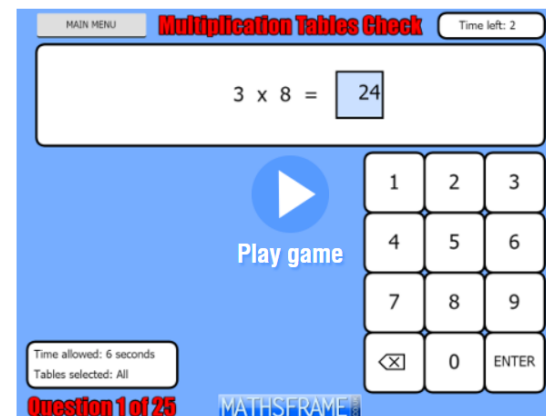 MAIN MENU
Multiplication Tables Check
Time left: 2
3 x 8 = 24
Play game
1 2 3
4 5 6
7 8 9
0 ENTER
Time allowed: 6 seconds
Tables selected: All
Question 1 of 25
MATHSFRAME